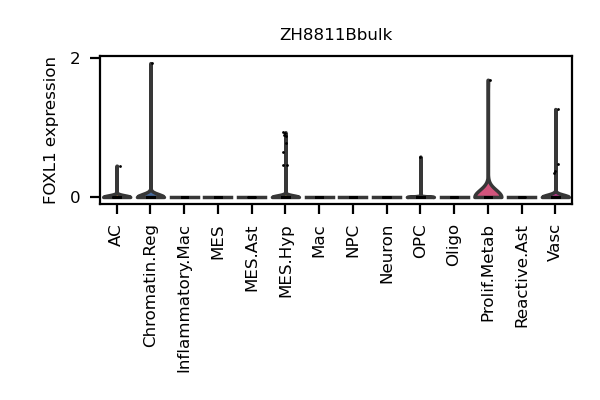 ZH8811Bbulk
FOXL1 expression
2
0
AC
Chromatin.Reg
Inflammatory.Mac
MES
MES.Ast
MES.Hyp
Mac
NPC
Neuron
OPC
Oligo
Prolif.Metab
Reactive.Ast
Vasc